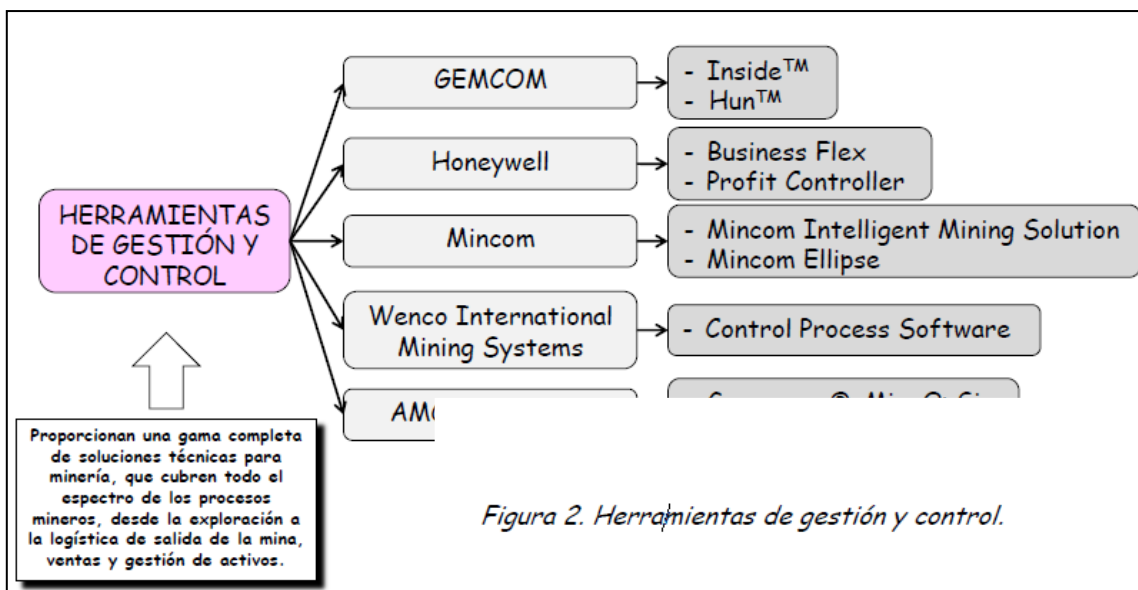 GEMCOM
- Inside™
- Hun™
Honeywell
- Business Flex
- Profit Controller
HERRAMIENTAS
DE GESTIÓN Y
CONTROL
Mincom
- Mincom Intelligent Mining Solution
- Mincom Ellipse
Wenco International
Mining Systems
- Control Process Software
Proporcionan una gama completa
de soluciones técnicas para
minería, que cubren todo el
espectro de los procesos
mineros, desde la exploración a
la logística de salida de la mina,
ventas y gestión de activos.
Figura 2. Herramientas de gestión y control.